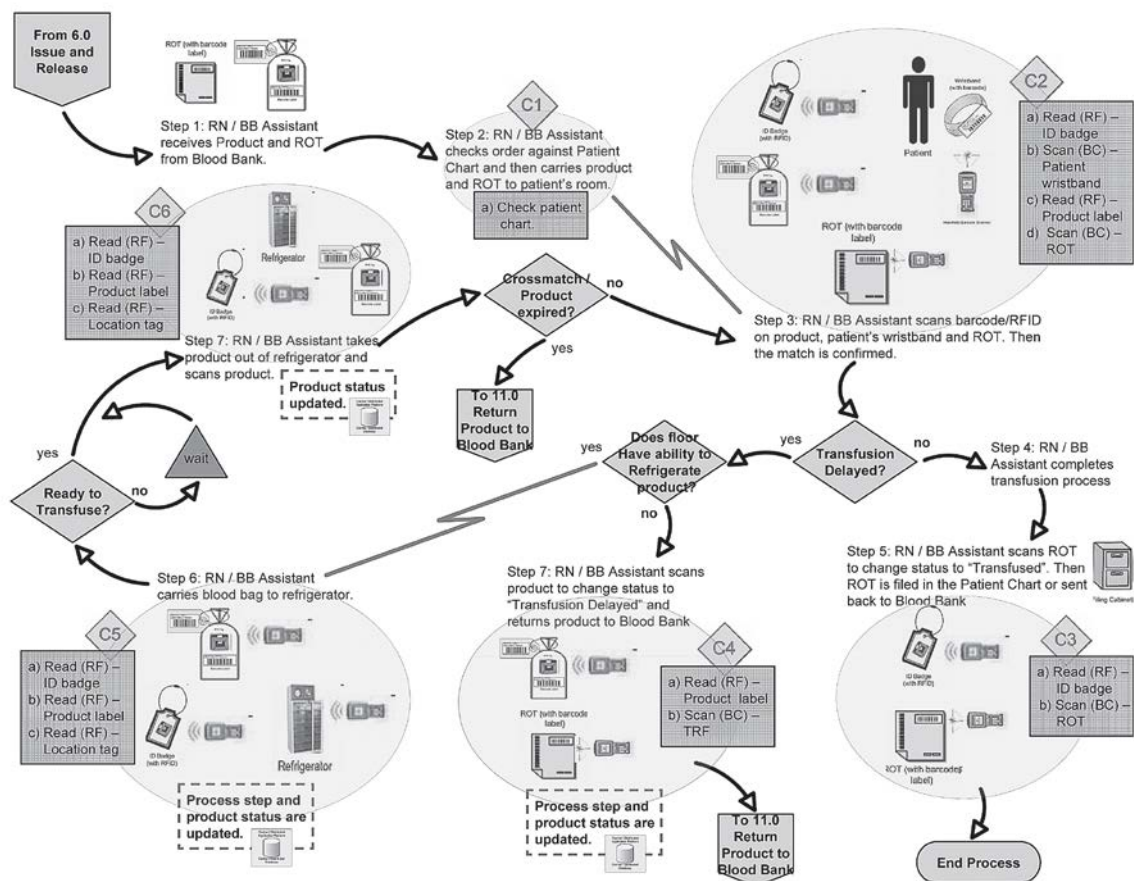 From 6.0
Issue and
Release
ROT (with barcode
label)
Step 1: RN / BB Assistant
receives Product and ROT
from Blood Bank.
C1
Step 2: RN / BB Assistant
checks order against Patient
Chart and then carries product
and ROT to patient's room.
a) Check patient
chart
ID Badge
(with RFID)
Patient
Wristband
(with barcode)
ROT (with barcode
label)
C2
a) Read (RF) –
ID badge
b) Scan (BC) –
Patient
wristband
c) Read (RF) –
Product label
d) Scan (BC) –
ROT
Step 3: RN / BB Assistant scans barcode/RFID
on product, patient's wristband and ROT. Then
the match is confirmed.
C6
a) Read (RF) –
ID badge
b) Read (RF) –
Product label
c) Read (RF) –
Location tag
Refrigerator
ID Badge
(with RFID)
Step 7: RN / BB Assistant takes
product out of refrigerator and
scans product.
Product status
updated.
Crossmatch /
Product
expired?
no
yes
To 11.0
Return
Product to
Blood Bank
yes
wait
Ready to
Transfuse?
no
yes
Does floor
Have ability to
Refrigerate
product?
no
yes
Transfusion
Delayed?
no
Step 4: RN / BB
Assistant completes
transfusion process
Step 5: RN / BB Assistant scans ROT
to change status to "Transfused". Then
ROT is filed in the Patient Chart or sent
back to Blood Bank
Filing Cabinet
C3
ID Badge
(with RFID)
a) Read (RF) –
ID badge
b) Scan (BC) –
ROT
ROT (with barcode
label)
End Process
Step 6: RN / BB Assistant
carries blood bag to refrigerator.
C5
a) Read (RF) –
ID badge
b) Read (RF) –
Product label
c) Read (RF) –
Location tag
ID Badge
(with RFID)
Refrigerator
Process step and
product status are
updated.
Step 7: RN / BB Assistant scans
product to change status to
"Transfusion Delayed" and
returns product to Blood Bank
C4
a) Read (RF) –
Product label
b) Scan (BC) –
TRF
ROT (with barcode
label)
Process step and
product status are
updated.
To 11.0
Return
Product to
Blood Bank